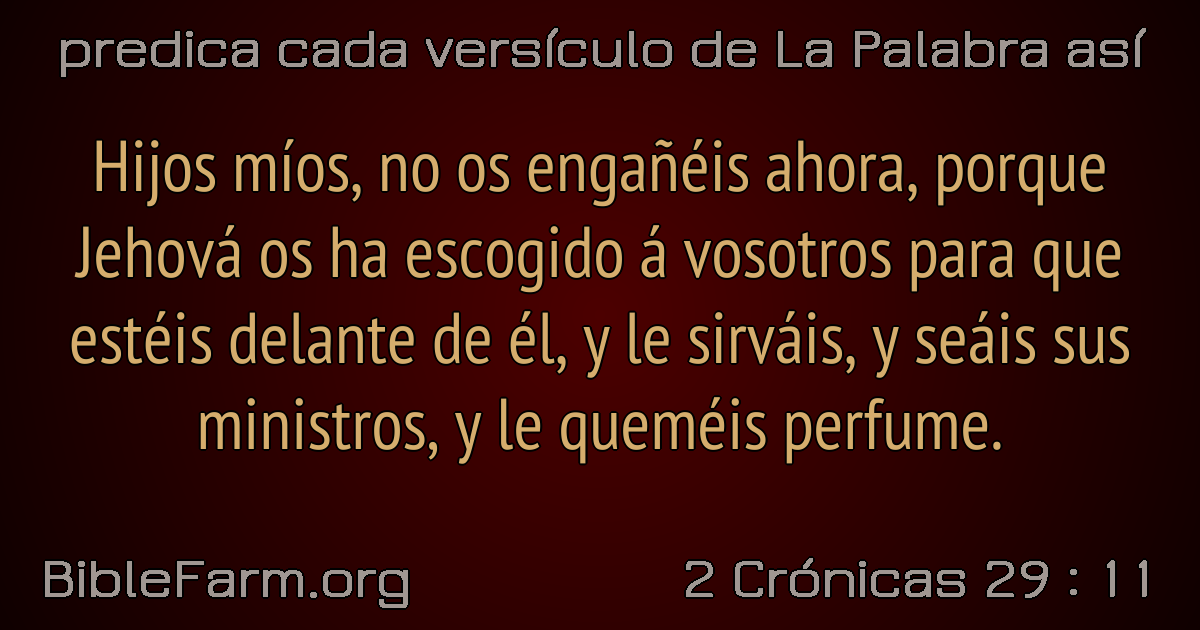 predica cada versículo de La Palabra así
Hijos míos, no os engañéis ahora, porque
Jehová os ha escogido á vosotros para que
estéis delante de él, y le sirváis, y seáis sus
ministros, y le queméis perfume.
BibleFarm.org
2 Crónicas 29 : 11